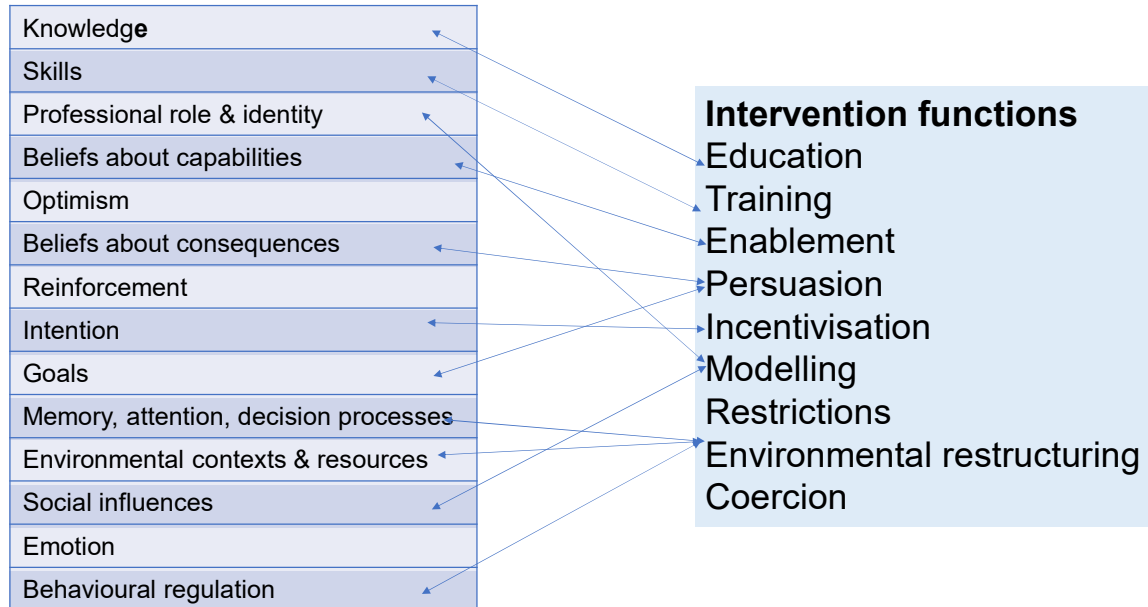 Knowledge
Skills
Professional role & identity
Beliefs about capabilities
Optimism
Beliefs about consequences
Reinforcement
Intention
Goals
Memory, attention, decision processes
Environmental contexts & resources
Social influences
Emotion
Behavioural regulation
Intervention functions
Education
Training
Enablement
Persuasion
Incentivisation
Modelling
Restrictions
Environmental restructuring
Coercion